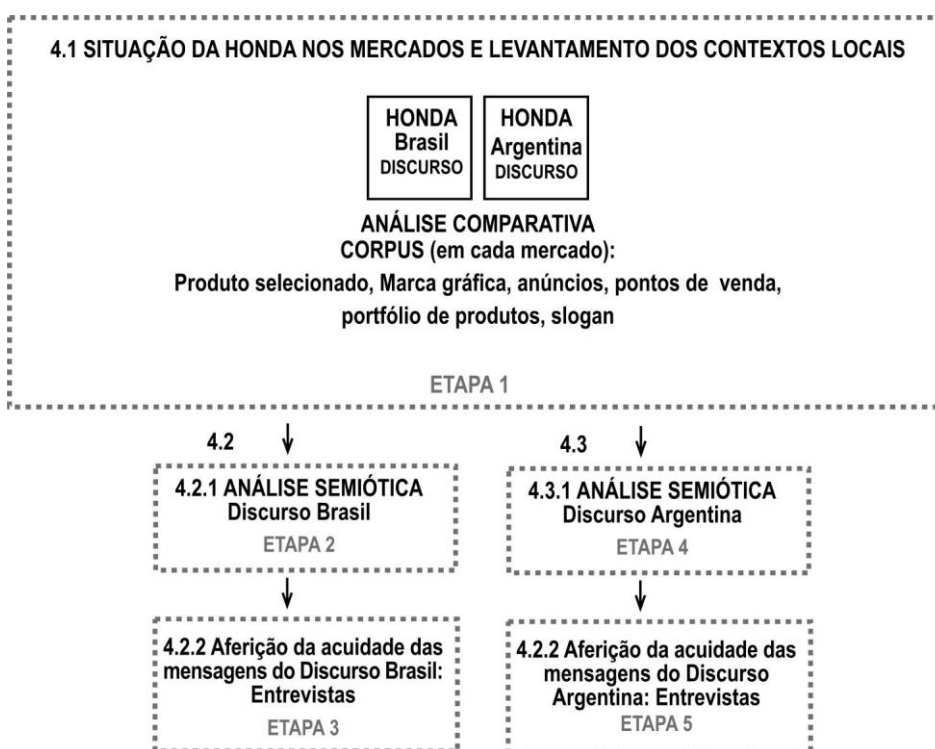 4.1 SITUAÇÃO DA HONDA NOS MERCADOS E LEVANTAMENTO DOS CONTEXTOS LOCAIS
HONDA
Brasil
DISCURSO
HONDA
Argentina
DISCURSO
ANÁLISE COMPARATIVA
CORPUS (em cada mercado):
Produto selecionado, Marca gráfica, anúncios, pontos de venda,
portfólio de produtos, slogan
ETAPA 1
4.2
4.2.1 ANÁLISE SEMIÓTICA
Discurso Brasil
ETAPA 2
4.2.2 Aferição da acuidade das
mensagens do Discurso Brasil:
Entrevistas
ETAPA 3
4.3
4.3.1 ANÁLISE SEMIÓTICA
Discurso Argentina
ETAPA 4
4.2.2 Aferição da acuidade das
mensagens do Discurso
Argentina: Entrevistas
ETAPA 5